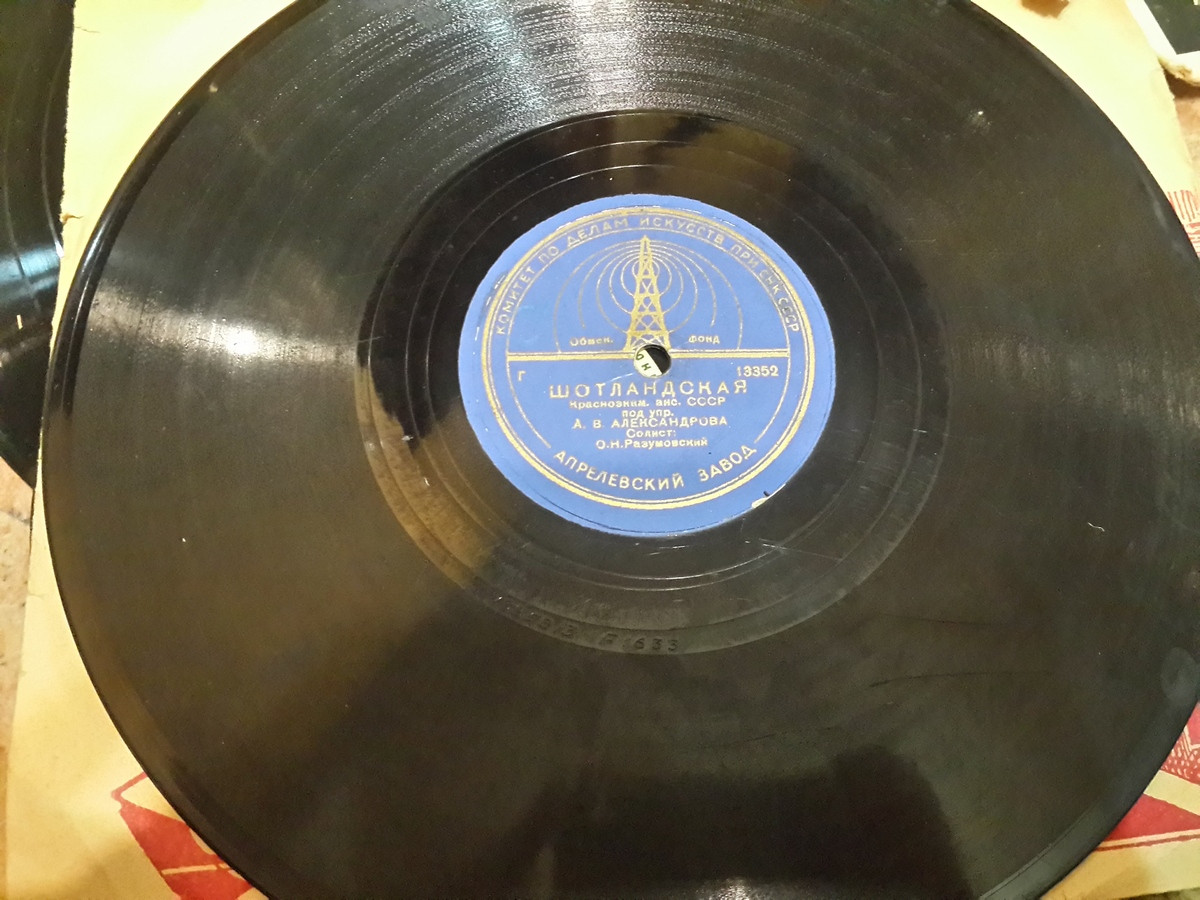 КОМИТЕТ ПО ДЕЛАМ ИСКУССТВ ПРИ СНК СССР
Обмен. Фонд
Г 13352
ШОТЛАНДСКАЯ
Краснознам. анс. СССР
под упр.
А. В. АЛЕКСАНДРОВА
Солист:
О.Н.Разумовский
АПРЕЛЕВСКИЙ ЗАВОД